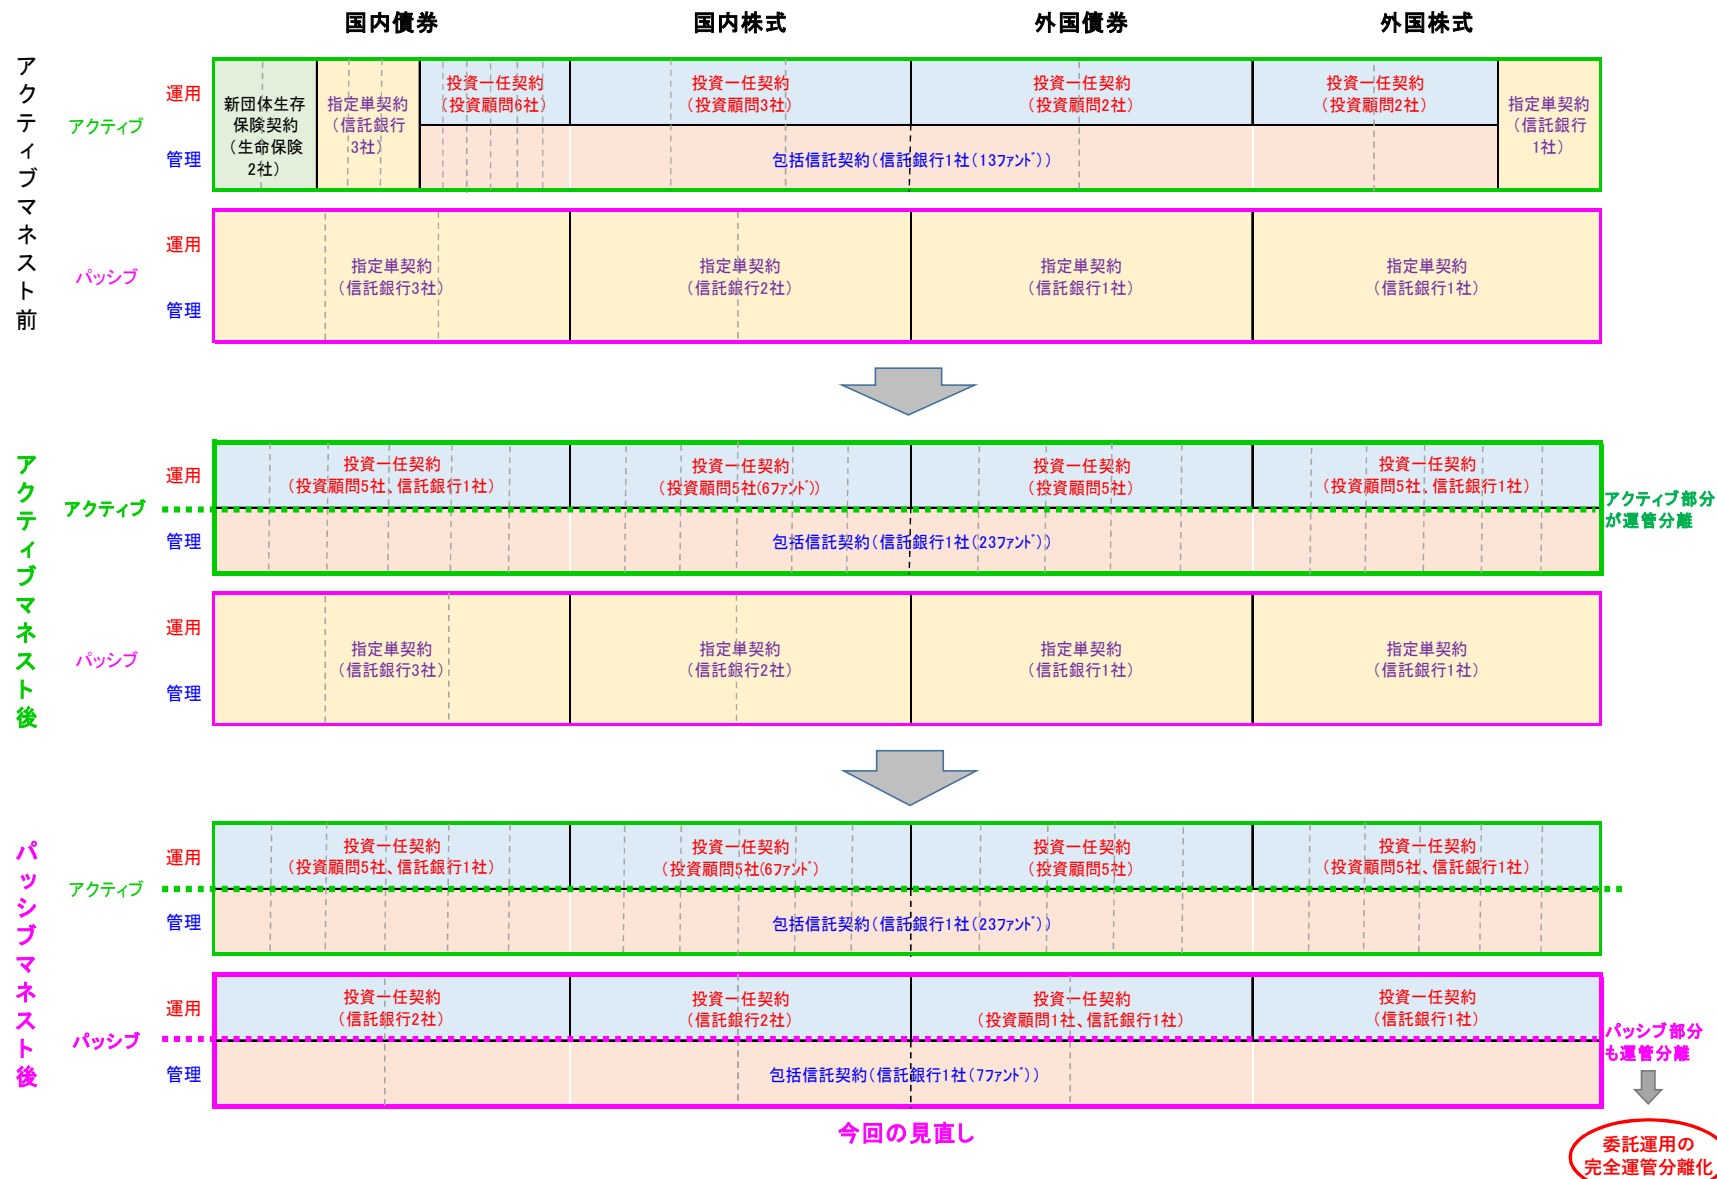 国内債券
国内株式
外国債券
外国株式
アクティブマネスト前
アクティブ
運用
管理
新団体生存
保険契約
（生命保険
2社）
指定単契約
（信託銀行
3社）
投資一任契約
（投資顧問6社）
投資一任契約
（投資顧問3社）
投資一任契約
（投資顧問2社）
投資一任契約
（投資顧問2社）
指定単契約
（信託銀行
1社）
包括信託契約（信託銀行1社（13ファンド））
パッシブ
運用
管理
指定単契約
（信託銀行3社）
指定単契約
（信託銀行2社）
指定単契約
（信託銀行1社）
指定単契約
（信託銀行1社）
アクティブマネスト後
アクティブ
運用
管理
投資一任契約
（投資顧問5社、信託銀行1社）
投資一任契約
（投資顧問5社(6ファンド)）
投資一任契約
（投資顧問5社）
投資一任契約
（投資顧問5社、信託銀行1社）
包括信託契約（信託銀行1社（23ファンド））
アクティブ部分
が運管分離
パッシブ
運用
管理
指定単契約
（信託銀行3社）
指定単契約
（信託銀行2社）
指定単契約
（信託銀行1社）
指定単契約
（信託銀行1社）
パッシブマネスト後
アクティブ
運用
管理
投資一任契約
（投資顧問5社、信託銀行1社）
投資一任契約
（投資顧問5社(6ファンド）
投資一任契約
（投資顧問5社）
投資一任契約
（投資顧問5社、信託銀行1社）
包括信託契約（信託銀行1社（23ファンド））
パッシブ
運用
管理
投資一任契約
（信託銀行2社）
投資一任契約
（信託銀行2社）
投資一任契約
（投資顧問1社、信託銀行1社）
投資一任契約
（信託銀行1社）
包括信託契約（信託銀行1社（7ファンド））
パッシブ部分
も運管分離
今回の見直し
委託運用の
完全運管分離化